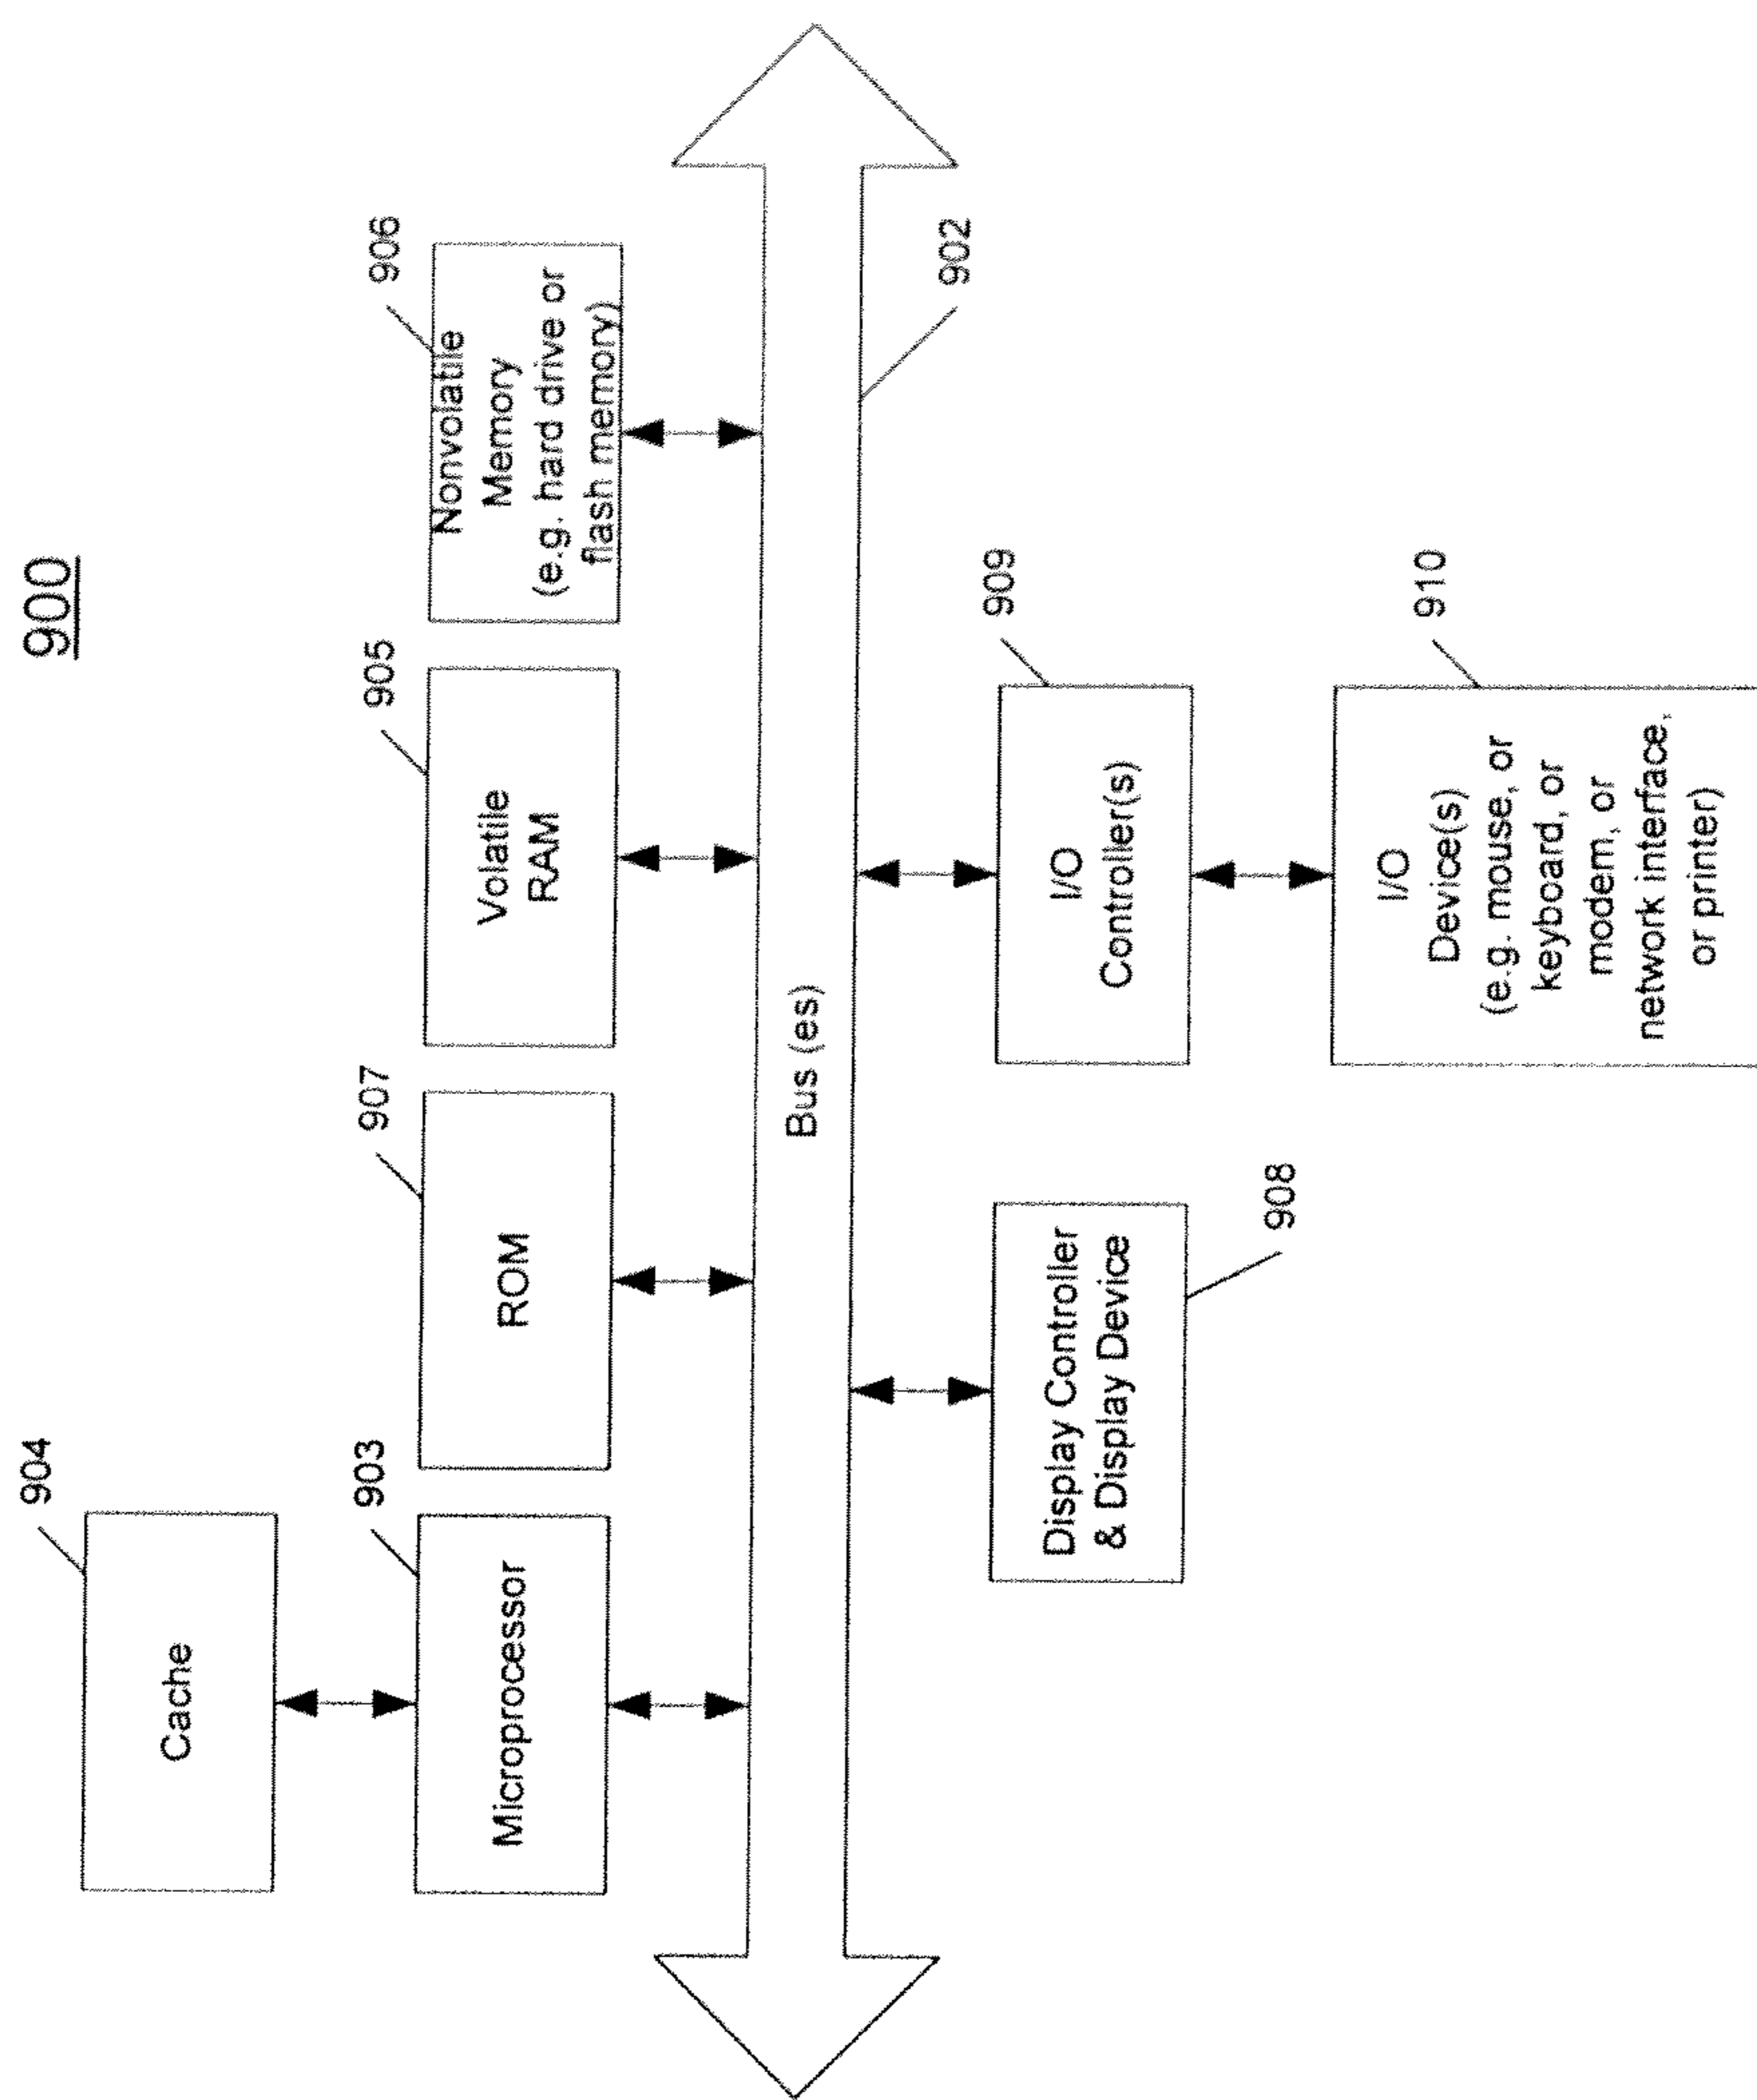 900
904
Cache
903
Microprocessor
907
ROM
905
Volatile
RAM
906
Nonvolatile
Memory
(e.g. hard drive or
flash memory)
Bus (es)
902
908
Display Controller
& Display Device
909
I/O
Controller(s)
910
I/O
Device(s)
(e.g. mouse, or
keyboard, or
modem, or
network interface,
or printer)